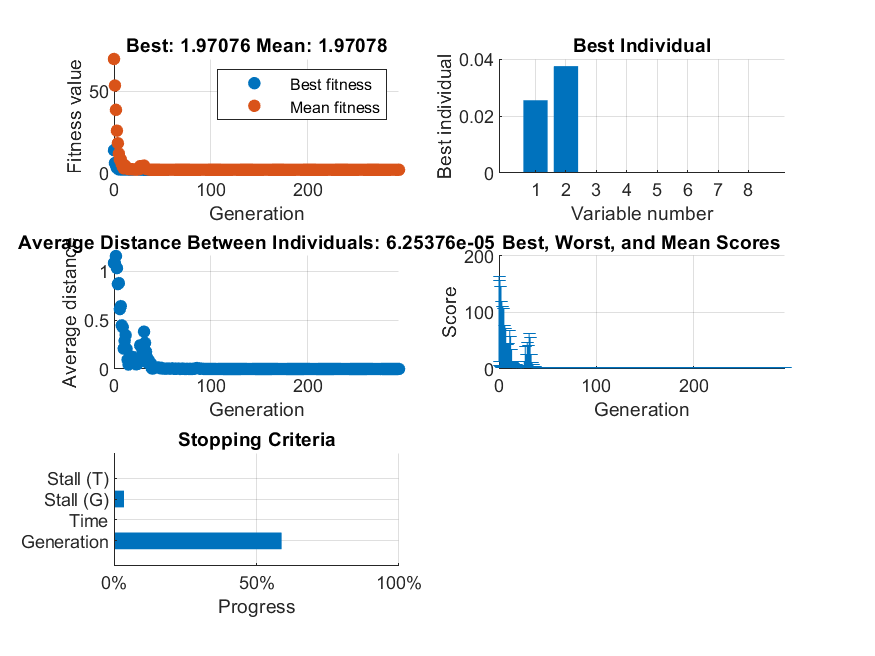 Best: 1.97076 Mean: 1.97078
Fitness value
50
0
0
100
200
Generation
Best fitness
Mean fitness
Best Individual
Best individual
0.04
0.02
0
1 2 3 4 5 6 7 8
Variable number
Average Distance Between Individuals: 6.25376e-05
Average distance
1
0.5
0
0 100 200
Generation
Best, Worst, and Mean Scores
Score
200
100
0
0 100 200
Generation
Stopping Criteria
Stall (T)
Stall (G)
Time
Generation
0% 50% 100%
Progress